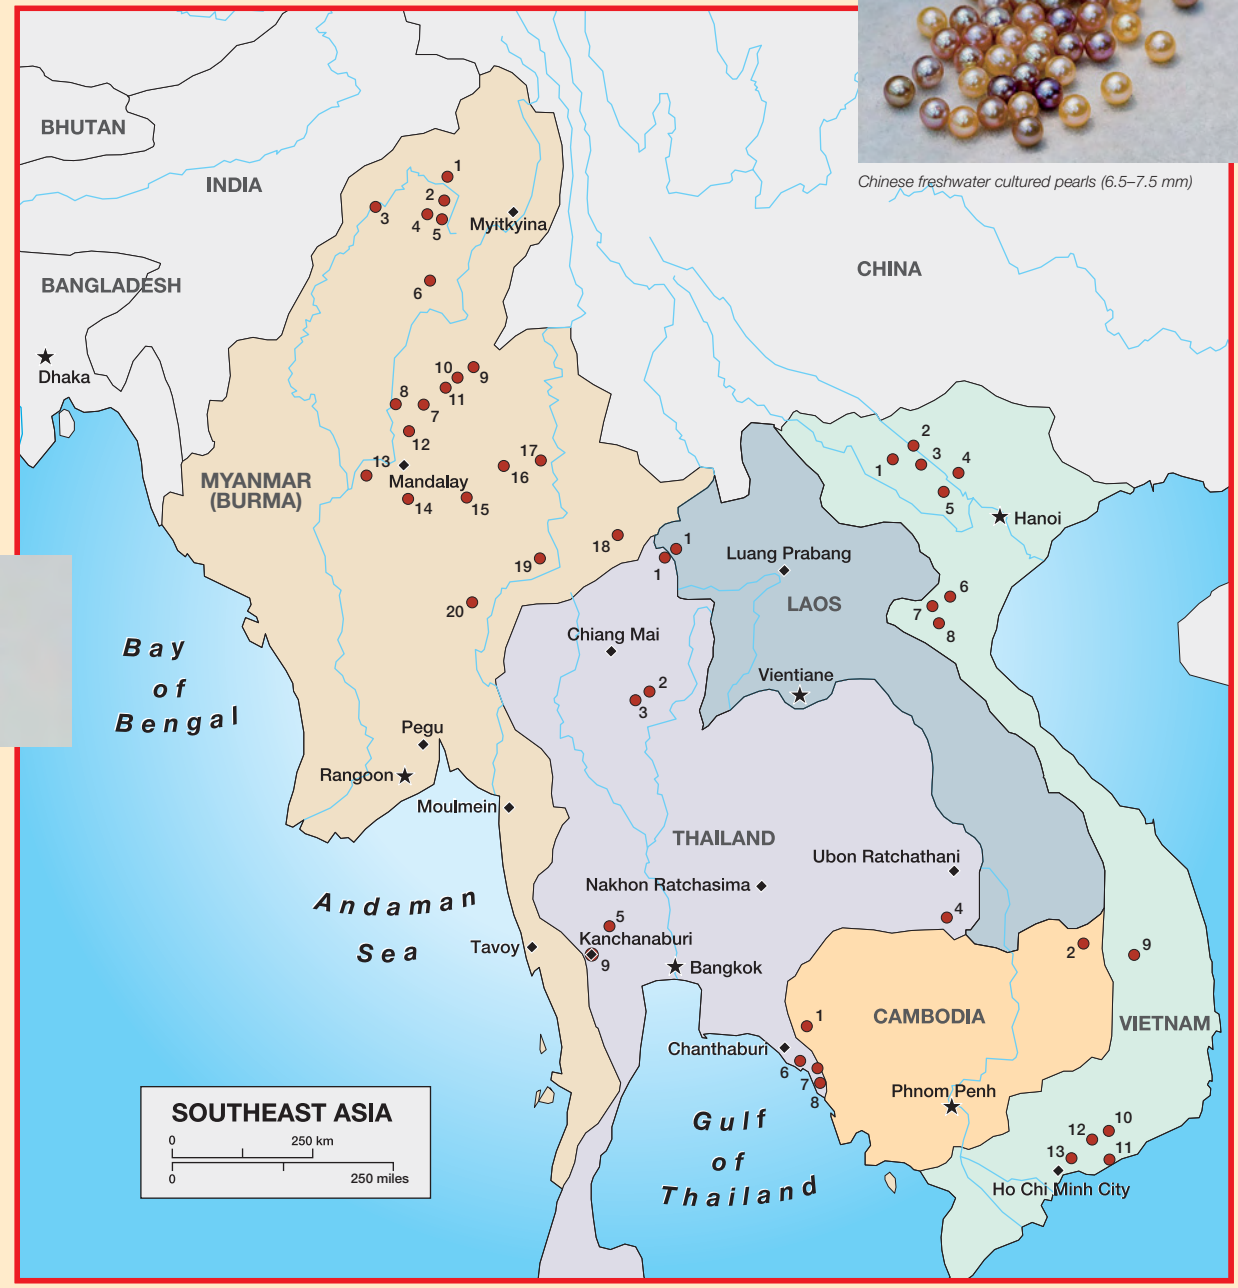 Chinese freshwater cultured pearls (6.5–7.5 mm)
BHUTAN
INDIA
BANGLADESH
Dhaka
CHINA
1
2
3
4
5
Myitkyina
6
10
9
8
11
7
12
13
Mandalay
17
16
14
15
MYANMAR
(BURMA)
18
19
20
2
1
3
4
5
Hanoi
1
1
Luang Prabang
LAOS
6
7
8
Chiang Mai
2
3
Vientiane
Bay
of
Bengal
Pegu
Rangoon
Moulmein
THAILAND
Ubon Ratchathani
Nakhon Ratchasima
4
5
Kanchanaburi
9
Bangkok
Andaman
Sea
Tavoy
2
9
1
CAMBODIA
VIETNAM
Chanthaburi
6
7
8
Phnom Penh
10
12
11
13
Ho Chi Minh City
Gulf
of
Thailand
SOUTHEAST ASIA
0 250 km
0 250 miles